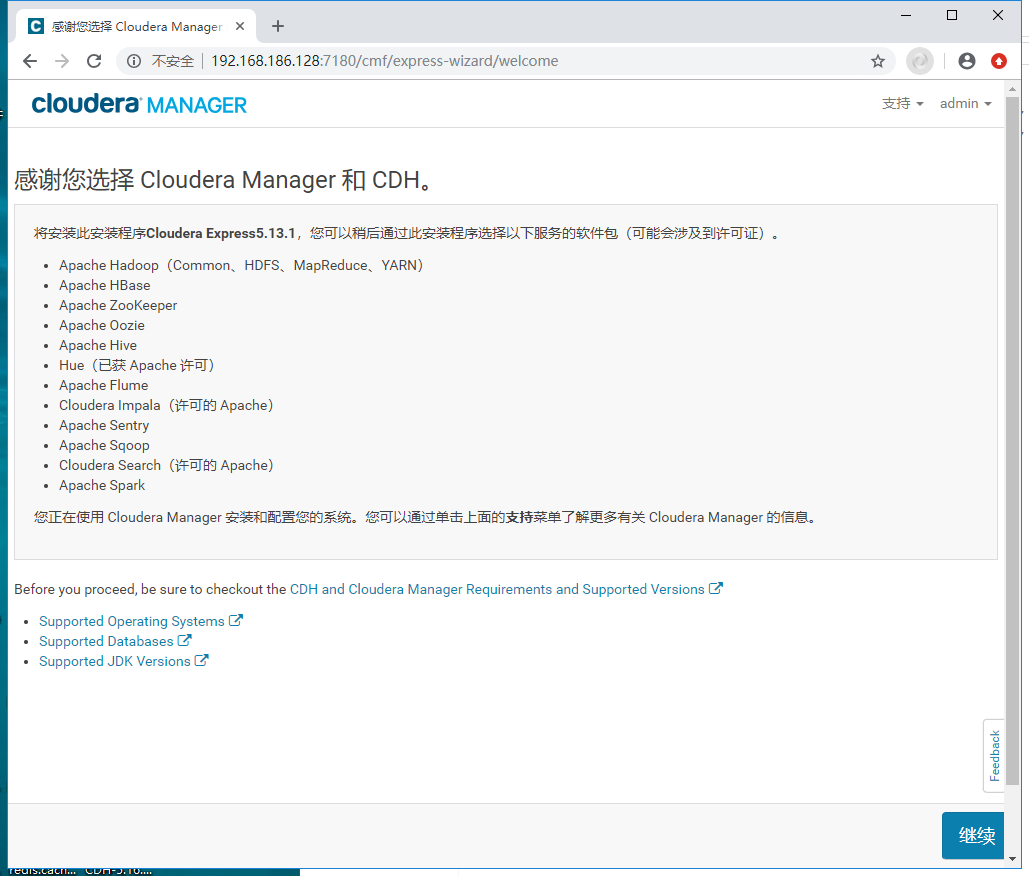 感谢您选择 Cloudera Manager
不安全 192.168.186.128:7180/cmf/express-wizard/welcome
cloudera MANAGER 支持 admin
感谢您选择 Cloudera Manager 和 CDH。
将安装此安装程序Cloudera Express5.13.1，您可以稍后通过此安装程序选择以下服务的软件包（可能会涉及到许可证）。
• Apache Hadoop（Common、HDFS、MapReduce、YARN）
• Apache HBase
• Apache ZooKeeper
• Apache Oozie
• Apache Hive
• Hue（已获 Apache 许可）
• Apache Flume
• Cloudera Impala（许可的 Apache）
• Apache Sentry
• Apache Sqoop
• Cloudera Search（许可的 Apache）
• Apache Spark
您正在使用 Cloudera Manager 安装和配置您的系统。您可以通过单击上面的支持菜单了解更多有关 Cloudera Manager 的信息。
Before you proceed, be sure to checkout the CDH and Cloudera Manager Requirements and Supported Versions
• Supported Operating Systems
• Supported Databases
• Supported JDK Versions
Feedback
继续